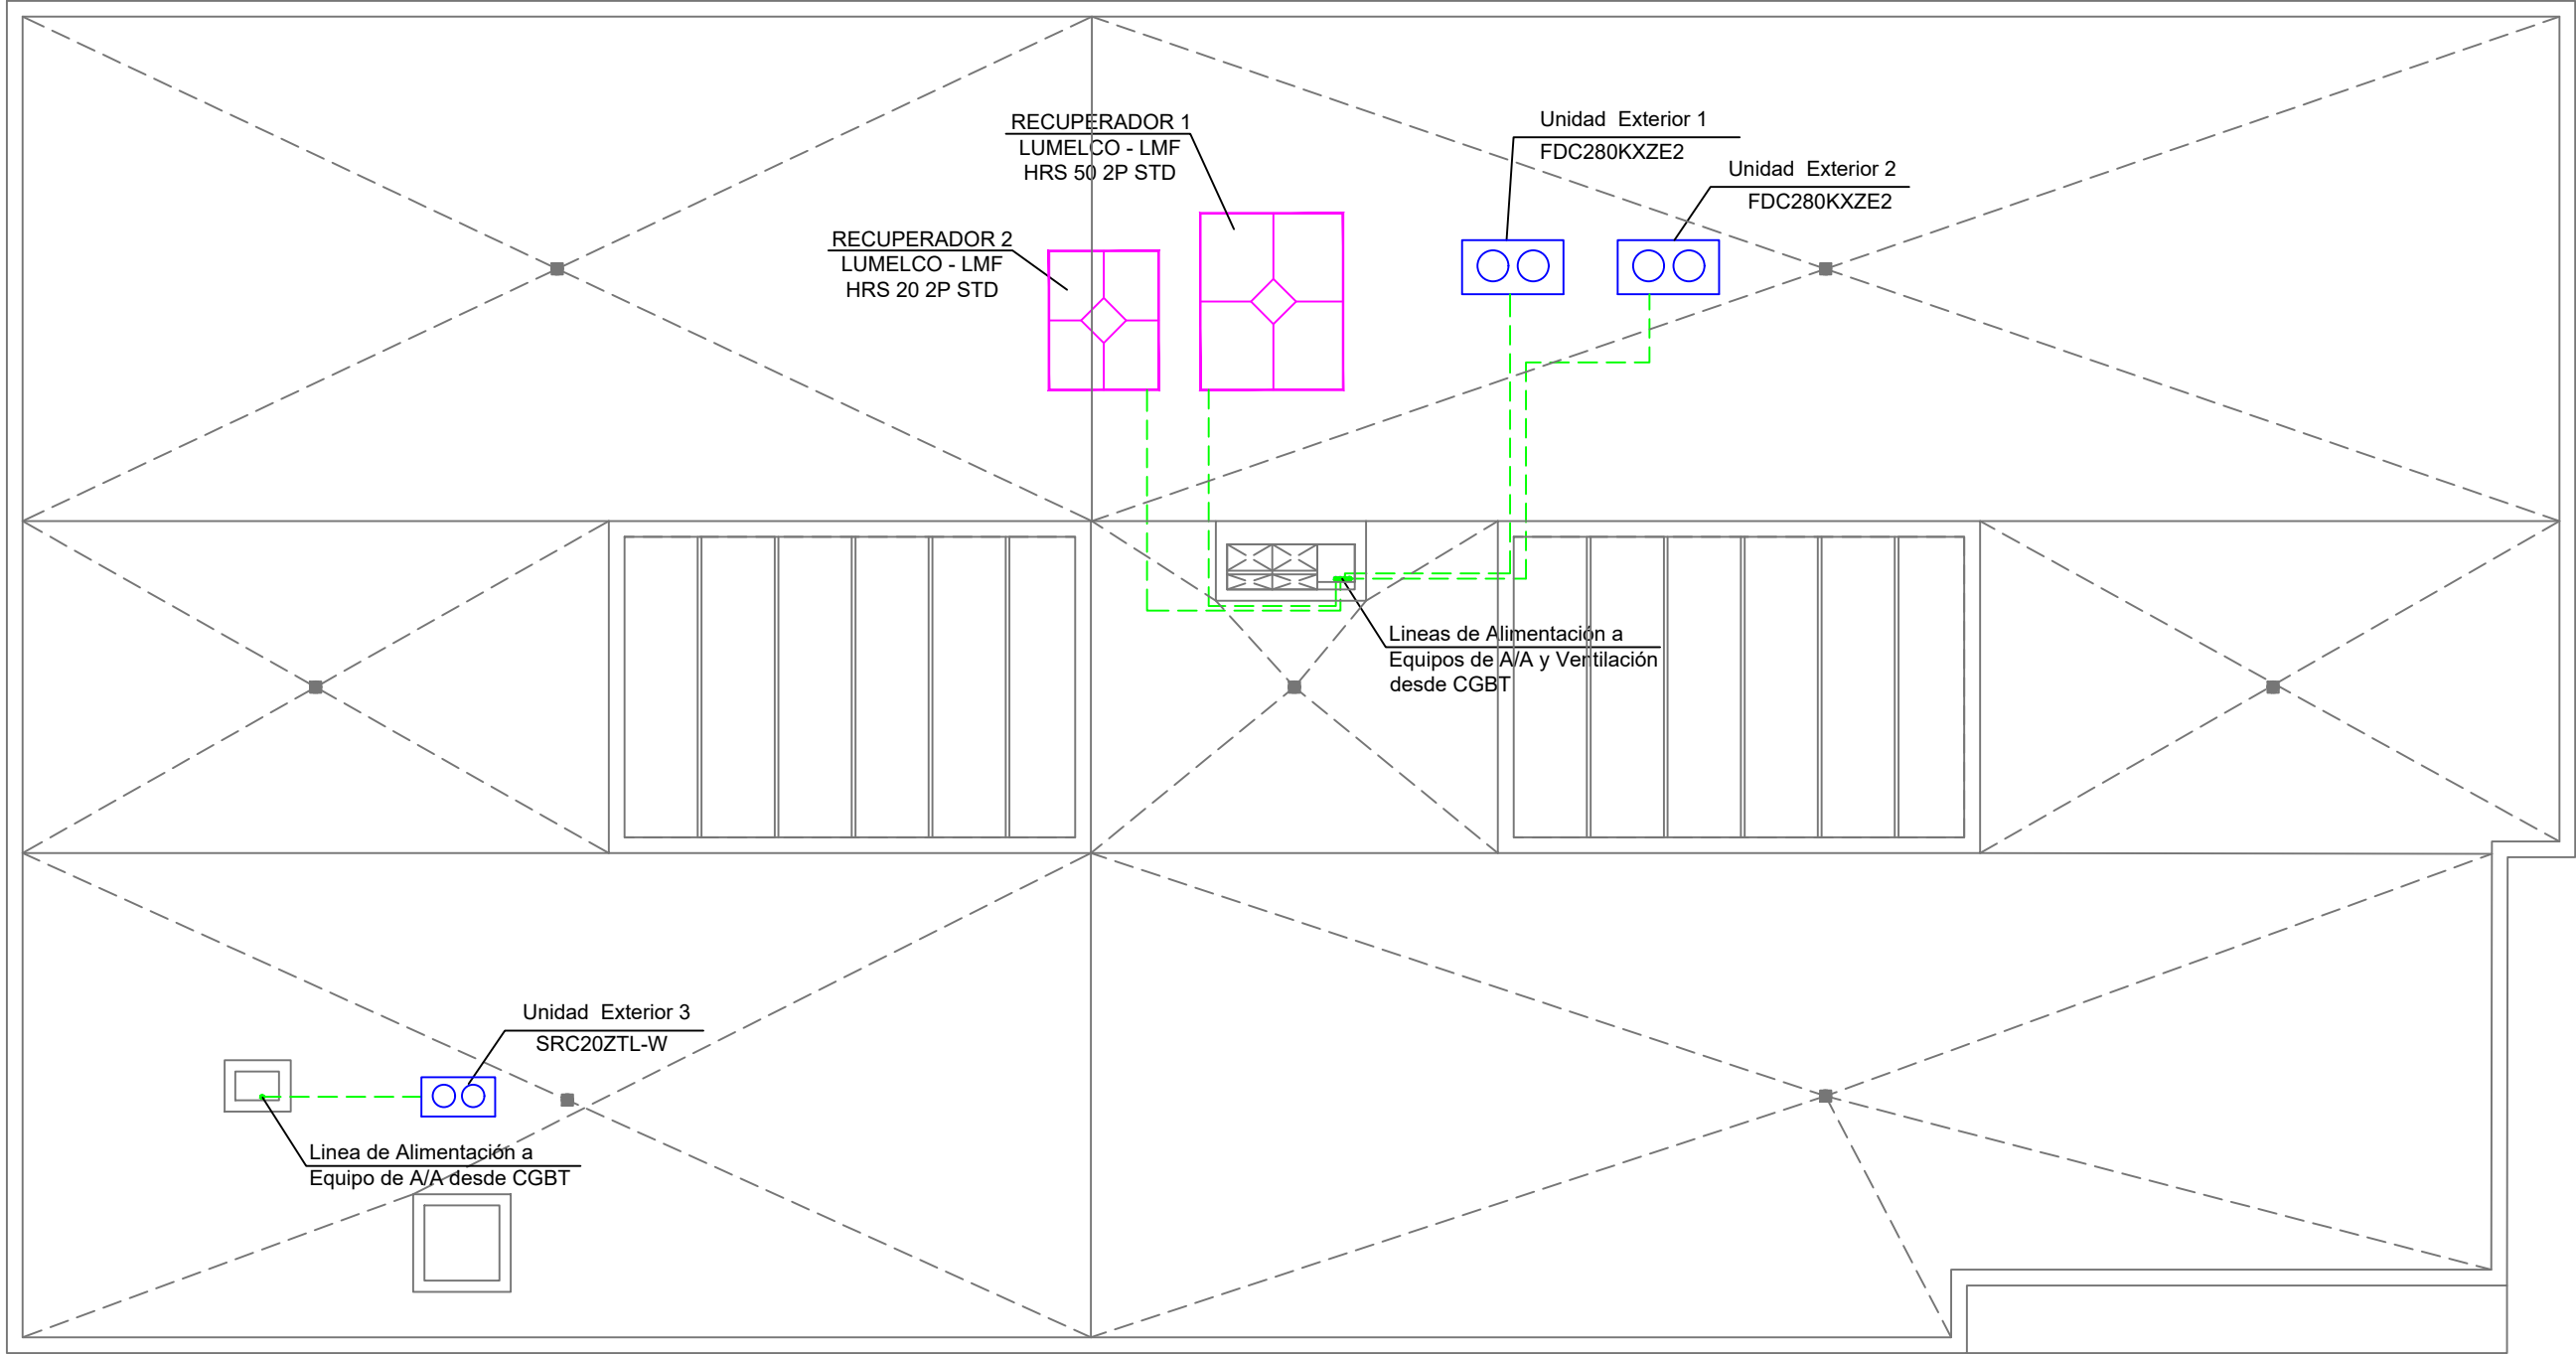 RECUPERADOR 1
LUMELCO - LMF
HRS 50 2P STD
Unidad Exterior 1
FDC280KXZE2
Unidad Exterior 2
FDC280KXZE2
RECUPERADOR 2
LUMELCO - LMF
HRS 20 2P STD
Lineas de Alimentación a
Equipos de A/A y Ventilación
desde CGBT
Unidad Exterior 3
SRC20ZTL-W
Linea de Alimentación a
Equipo de A/A desde CGBT